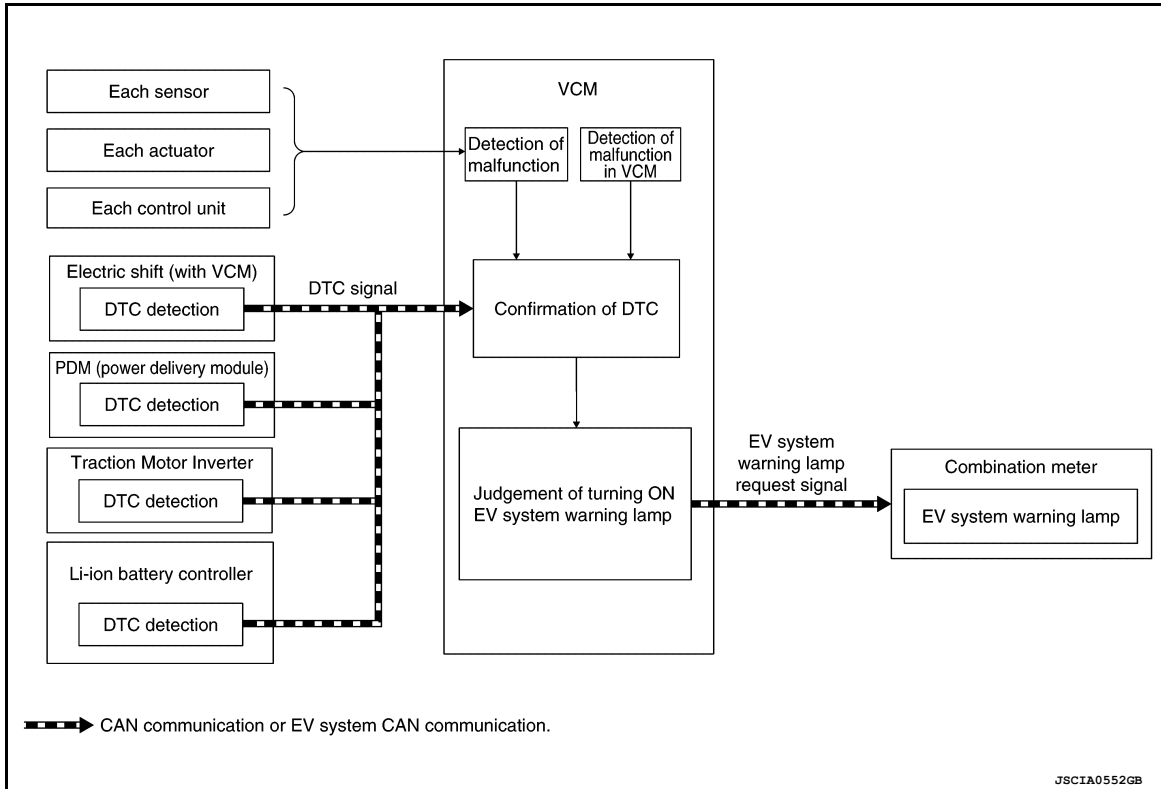 Each sensor
Each actuator
Each control unit
Electric shift (with VCM)
DTC detection
PDM (power delivery module)
DTC detection
Traction Motor Inverter
DTC detection
Li-ion battery controller
DTC detection
DTC signal
VCM
Detection of
malfunction
Detection of
malfunction
in VCM
Confirmation of DTC
Judgement of turning ON
EV system warning lamp
EV system
warning lamp
request signal
Combination meter
EV system warning lamp
CAN communication or EV system CAN communication.
JSCIA0552GB